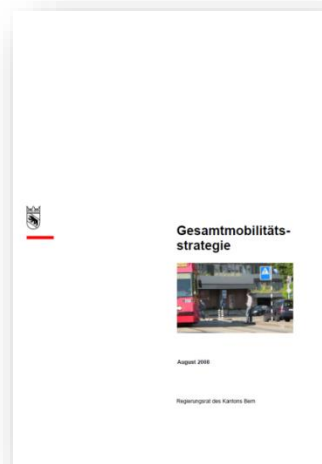 Gesamtmobilitäts-
strategie
August 2008
Regierungsrat des Kantons Bern